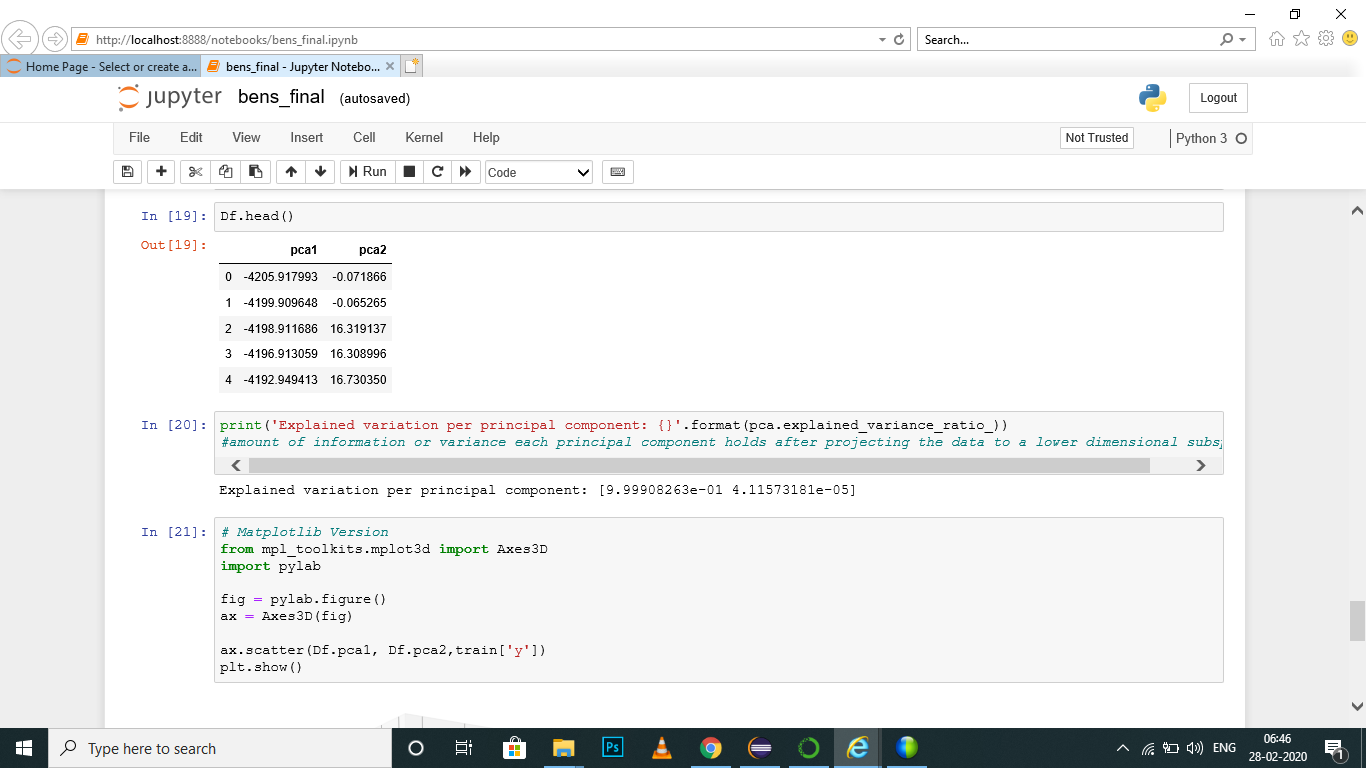 http://localhost:8888/notebooks/bens_final.ipynb
Search...
Home Page - Select or create a...
bens_final - Jupyter Notebo...
jupyter bens_final (autosaved)
Logout
File Edit View Insert Cell Kernel Help
Not Trusted
Python 3
Run
Code
In [19]: Df.head()
Out[19]:
pca1 pca2
0 -4205.917993 -0.071866
1 -4199.909648 -0.065265
2 -4198.911686 16.319137
3 -4196.913059 16.308996
4 -4192.949413 16.730350
In [20]: print('Explained variation per principal component: {}'.format(pca.explained_variance_ratio_))
#amount of information or variance each principal component holds after projecting the data to a lower dimensional
Explained variation per principal component: [9.99908263e-01 4.11573181e-05]
In [21]: # Matplotlib Version
from mpl_toolkits.mplot3d import Axes3D
import pylab
fig = pylab.figure()
ax = Axes3D(fig)
ax.scatter(Df.pca1, Df.pca2,train['y'])
plt.show()
Type here to search
Ps
ENG
06:46
28-02-2020
1